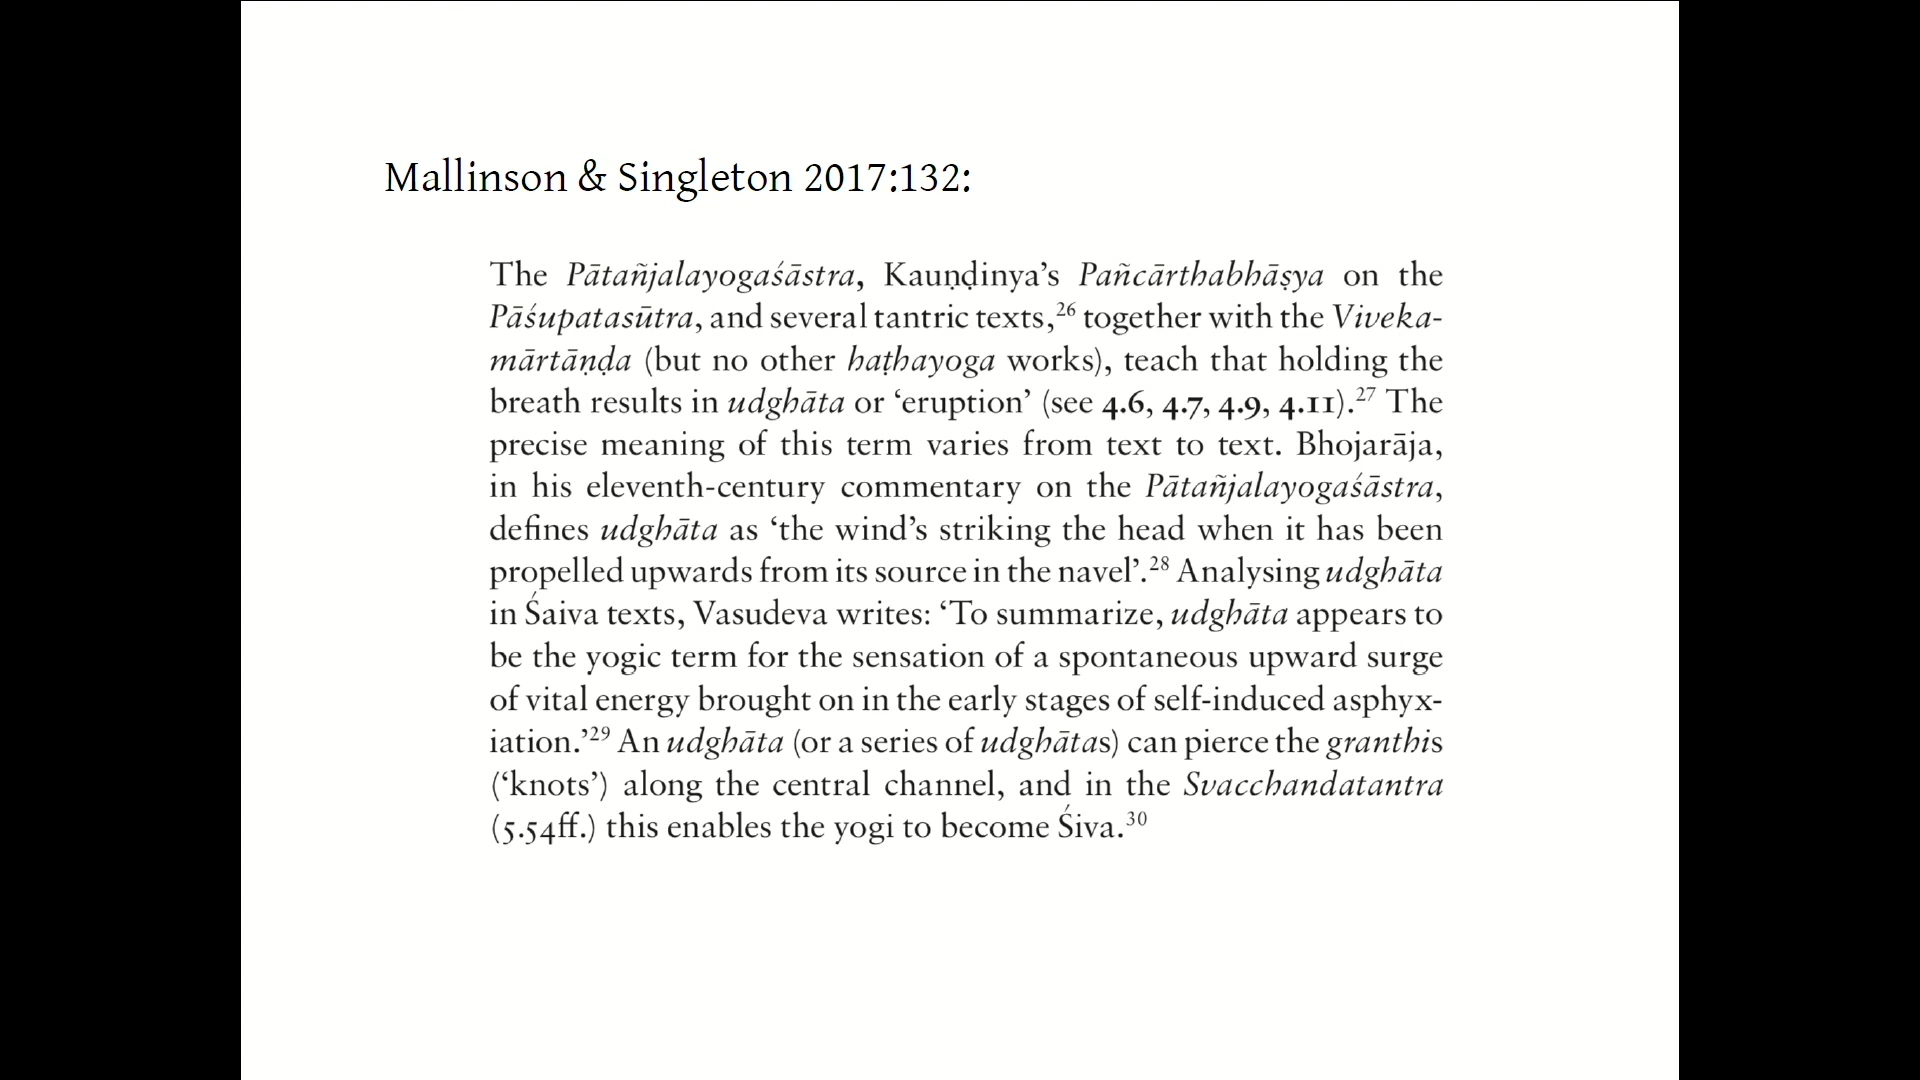 Mallinson & Singleton 2017:132:
The Pātañjalayogaśāstra, Kauṇḍinya’s Pañcārthabhāṣya on the
Pāśupatasūtra, and several tantric texts,²⁶ together with the Viveka-
mārtāṇḍa (but no other haṭhayoga works), teach that holding the
breath results in udghāta or ‘eruption’ (see 4.6, 4.7, 4.9, 4.11).²⁷ The
precise meaning of this term varies from text to text. Bhojarāja,
in his eleventh-century commentary on the Pātañjalayogaśāstra,
defines udghāta as ‘the wind’s striking the head when it has been
propelled upwards from its source in the navel’.²⁸ Analysing udghāta
in Śaiva texts, Vasudeva writes: ‘To summarize, udghāta appears to
be the yogic term for the sensation of a spontaneous upward surge
of vital energy brought on in the early stages of self-induced asphyx-
iation.’²⁹ An udghāta (or a series of udghātas) can pierce the granthis
(‘knots’) along the central channel, and in the Svacchandatantra
(5.54ff.) this enables the yogi to become Śiva.³⁰